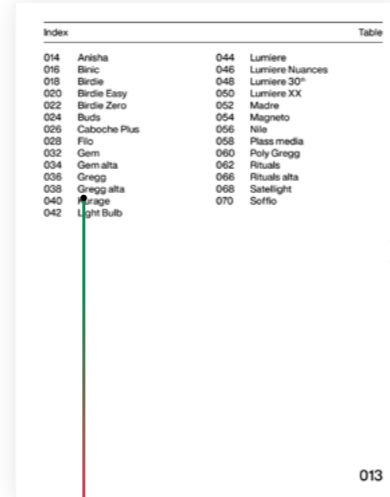 Index
Table
014 Anisha
016 Binic
018 Birdie
020 Birdie Easy
022 Birdie Zero
024 Buds
026 Caboche Plus
028 Filo
032 Gem
034 Gem alta
036 Gregg
038 Gregg alta
040
042 Light Bulb
044 Lumiere
046 Lumiere Nuances
048 Lumiere 30th
050 Lumiere XX
052 Madre
054 Magneto
056 Nile
058 Plass media
060 Poly Gregg
062 Rituals
066 Rituals alta
068 Satellight
070 Soffio
013